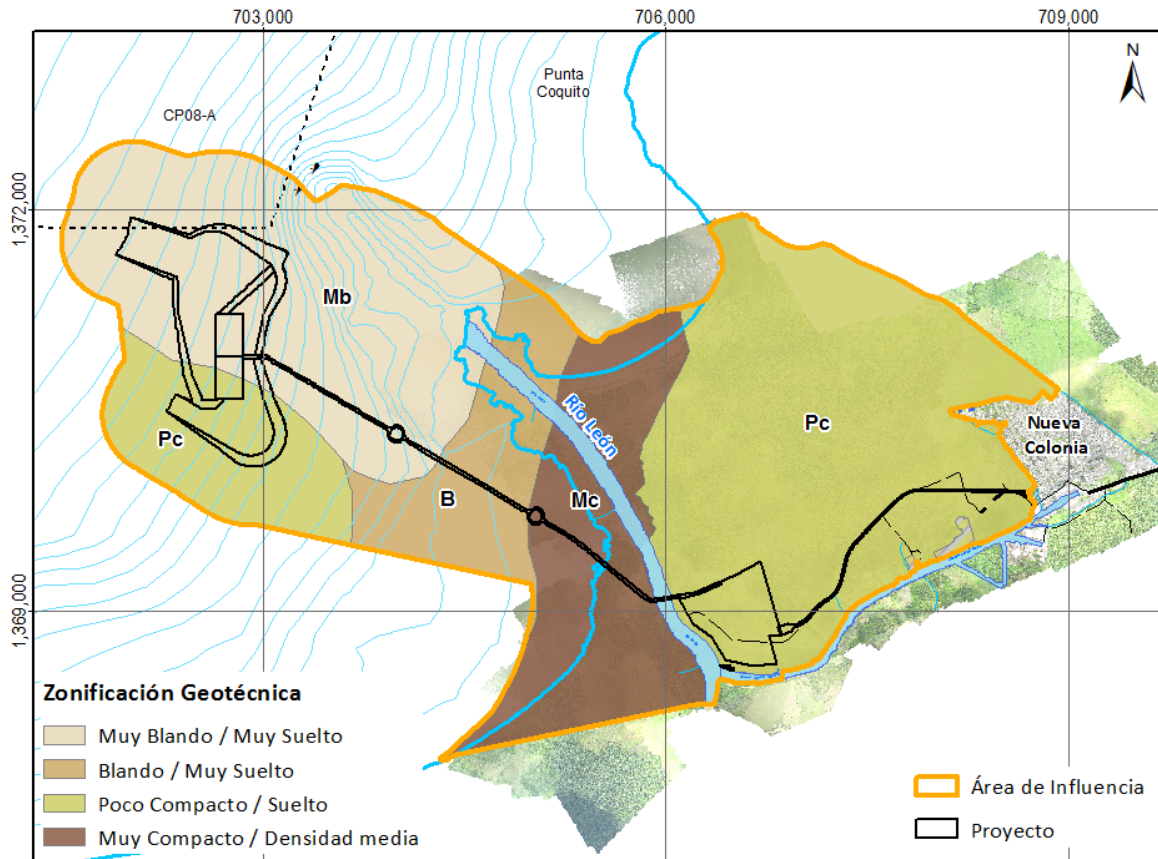 703,000
706,000
709,000
N
Punta
Coquito
CP08-A
1,372,000
Mb
Río León
Pc
Nueva
Colonia
Pc
B
Mc
1,369,000
Zonificación Geotécnica
Muy Blando / Muy Suelto
Blando / Muy Suelto
Poco Compacto / Suelto
Muy Compacto / Densidad media
Área de Influencia
Proyecto